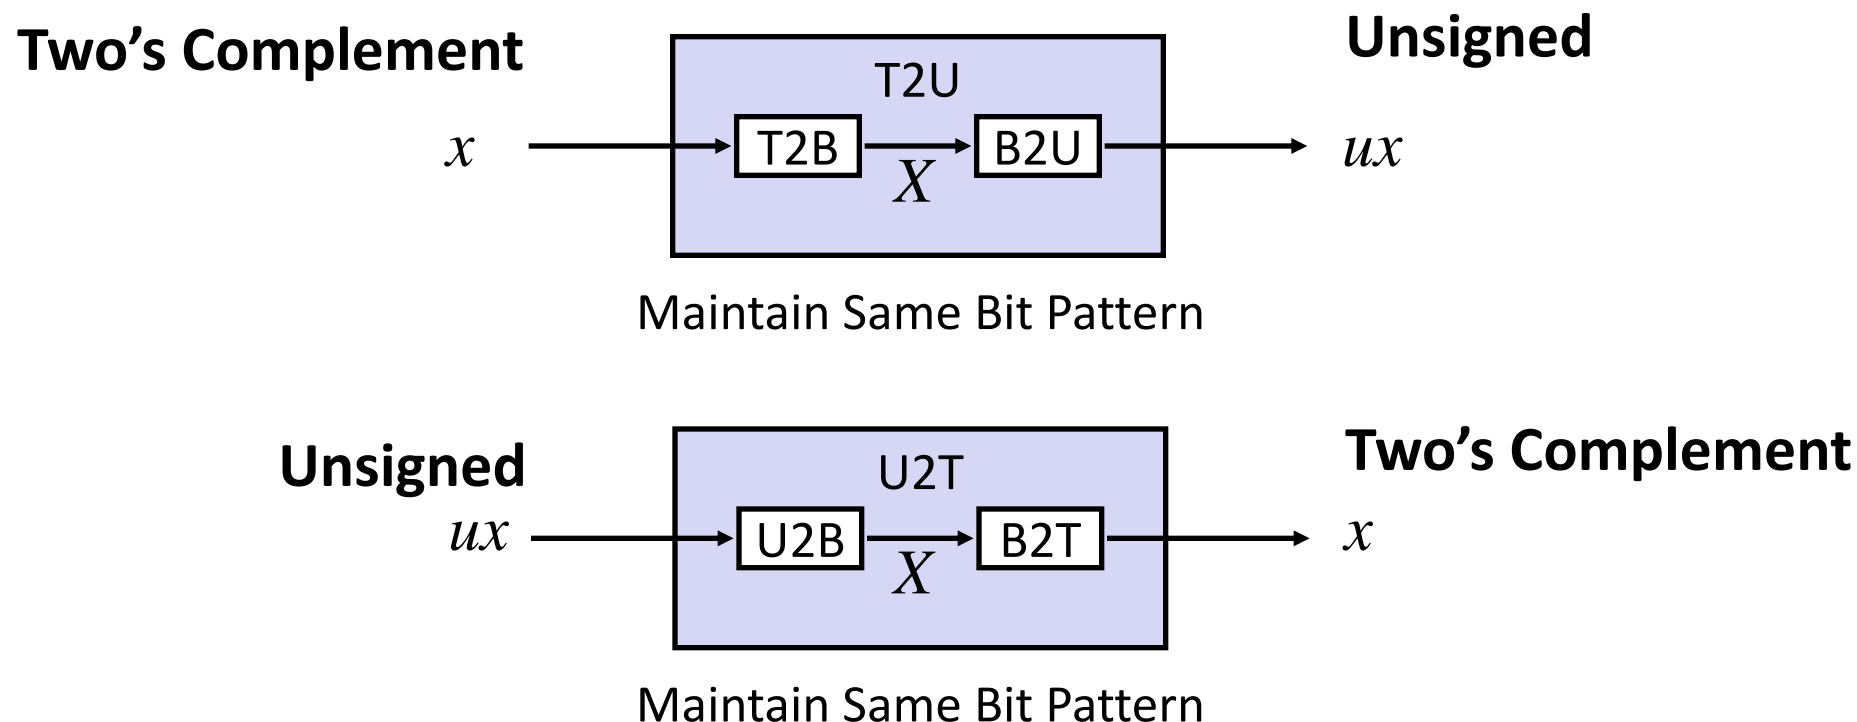 Two’s Complement
Unsigned
T2U
x
T2B
X
B2U
ux
Maintain Same Bit Pattern
Unsigned
Two’s Complement
U2T
ux
U2B
X
B2T
x
Maintain Same Bit Pattern